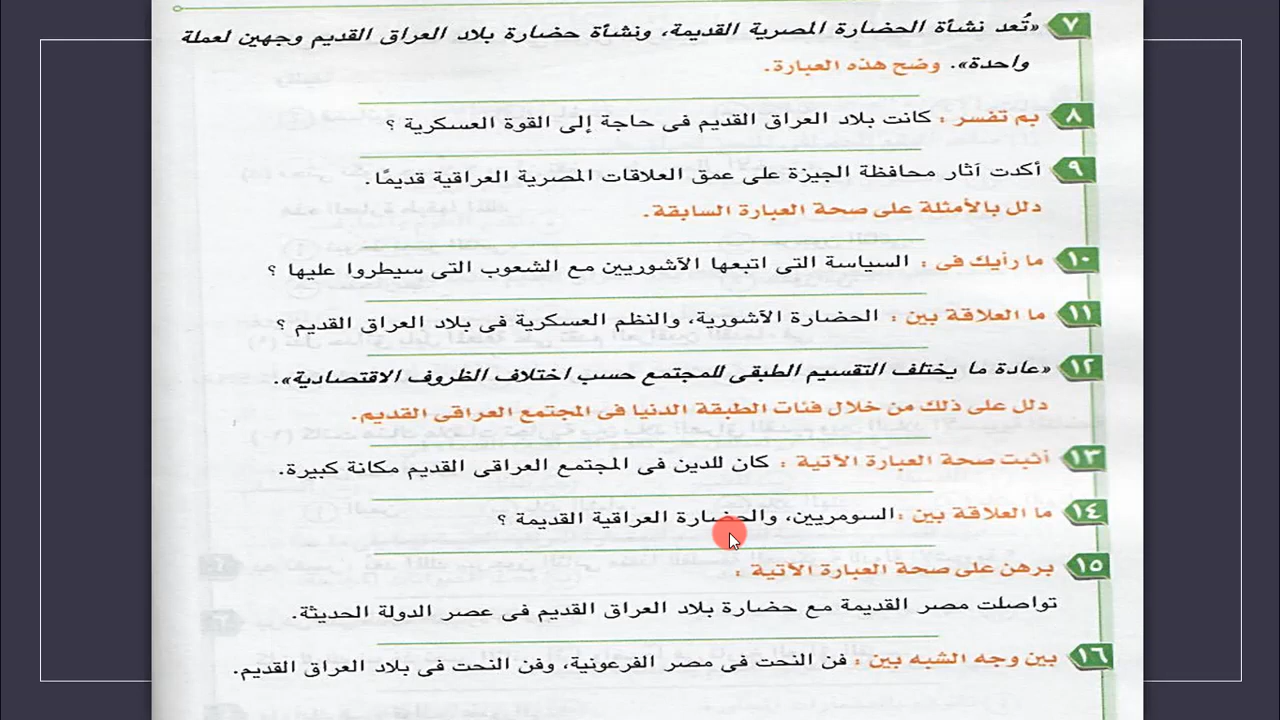 ٧ «تُعد نشأة الحضارة المصرية القديمة، ونشأة حضارة بلاد العراق القديم وجهين لعملة
واحدة». وضح هذه العبارة.
٨ بم تفسر : كانت بلاد العراق القديم فى حاجة إلى القوة العسكرية ؟
٩ أكدت آثار محافظة الجيزة على عمق العلاقات المصرية العراقية قديمًا.
دلل بالأمثلة على صحة العبارة السابقة.
١٠ ما رأيك فى : السياسة التى اتبعها الآشوريين مع الشعوب التى سيطروا عليها ؟
١١ ما العلاقة بين : الحضارة الآشورية، والنظم العسكرية فى بلاد العراق القديم ؟
١٢ «عادة ما يختلف التقسيم الطبقى للمجتمع حسب اختلاف الظروف الاقتصادية».
دلل على ذلك من خلال فئات الطبقة الدنيا فى المجتمع العراقى القديم.
١٣ أثبت صحة العبارة الآتية : كان للدين فى المجتمع العراقى القديم مكانة كبيرة.
١٤ ما العلاقة بين : السومريين، والحضارة العراقية القديمة ؟
١٥ برهن على صحة العبارة الآتية :
تواصلت مصر القديمة مع حضارة بلاد العراق القديم فى عصر الدولة الحديثة.
١٦ بين وجه الشبه بين : فن النحت فى مصر الفرعونية، وفن النحت فى بلاد العراق القديم.